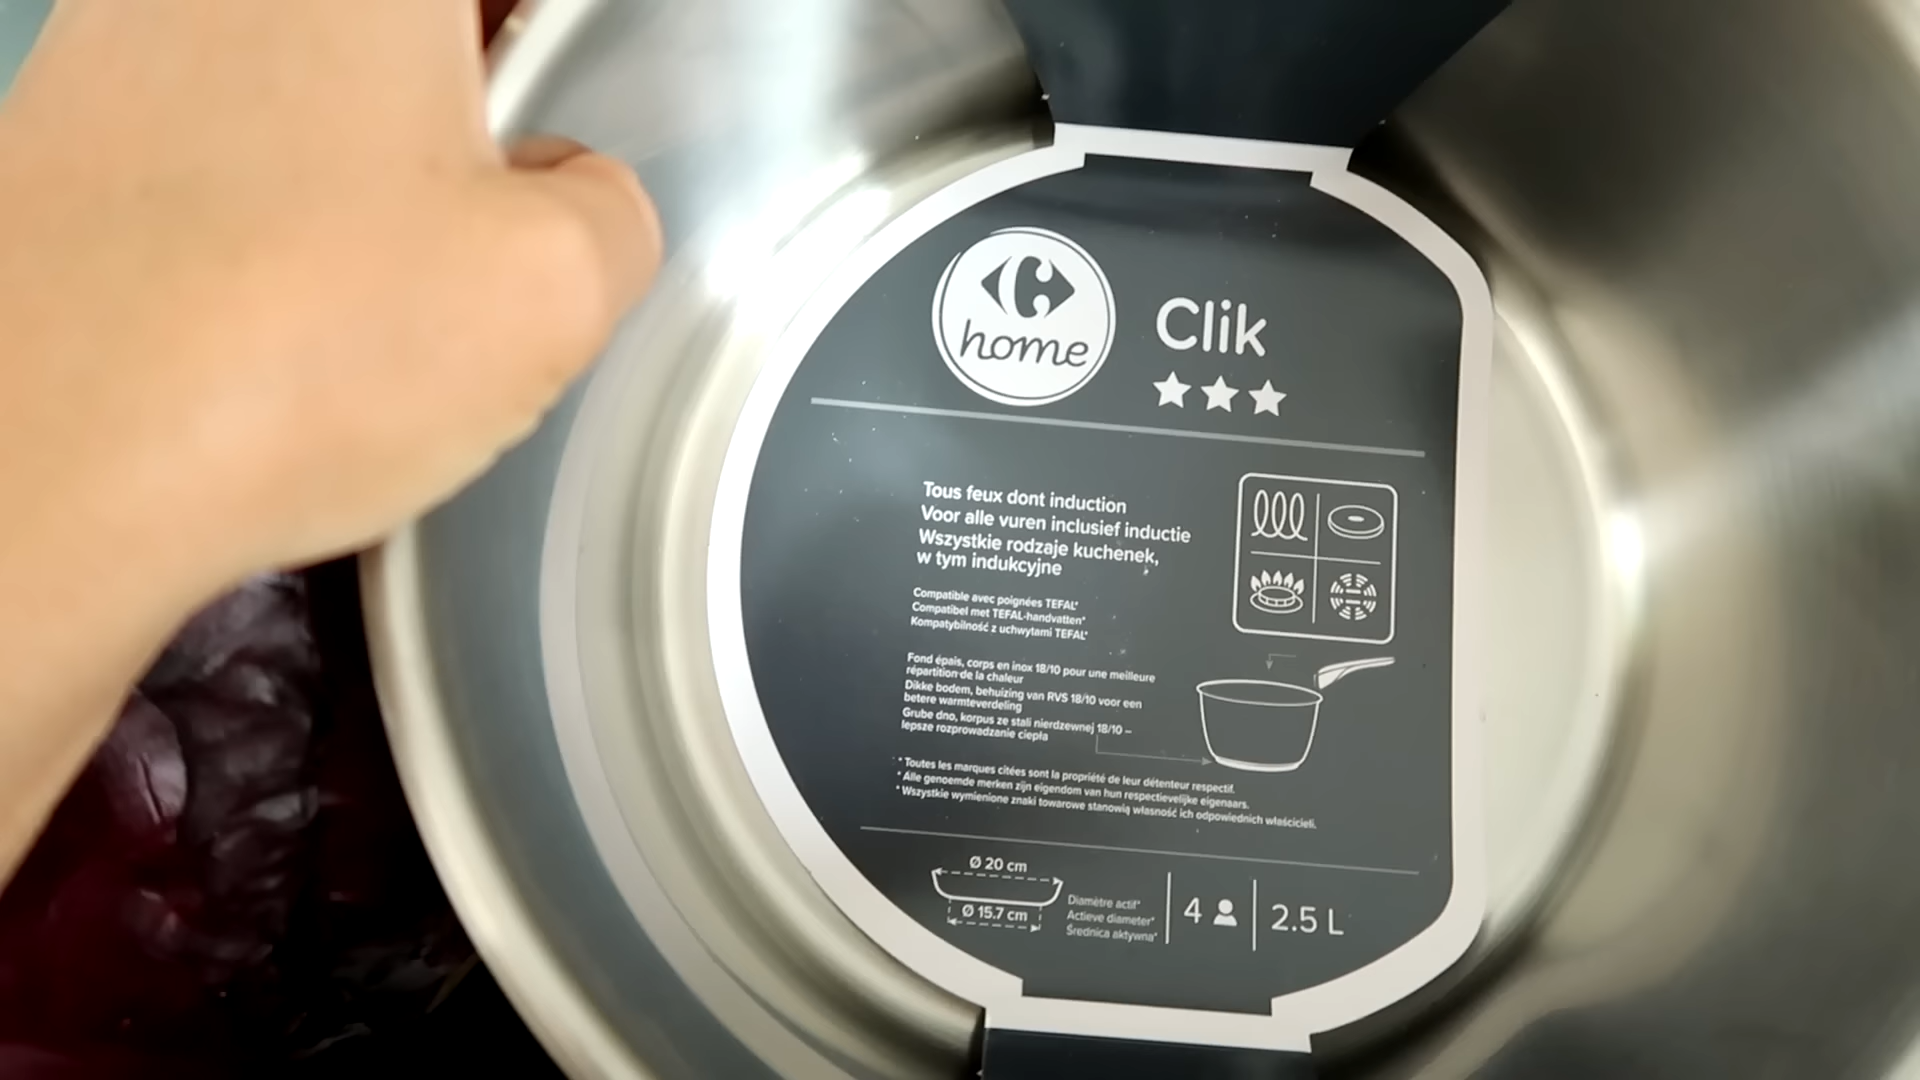 home
Clik
Tous feux dont induction
Voor alle vuren inclusief inductie
Wszystkie rodzaje kuchenek,
w tym indukcyjne
Compatible avec poignées TEFAL*
Compatibel met TEFAL-handvatten*
Kompatybilność z uchwytami TEFAL*
Fond épais, corps en inox 18/10 pour une meilleure
répartition de la chaleur
Dikke bodem, behuizing van RVS 18/10 voor een
betere warmteverdeling
Grube dno, korpus ze stali nierdzewnej 18/10 –
lepsze rozprowadzanie ciepła
* Toutes les marques citées sont la propriété de leur détenteur respectif.
* Alle genoemde merken zijn eigendom van hun respectievelijke eigenaars.
* Wszystkie wymienione znaki towarowe stanowią własność ich odpowiednich właścicieli.
Ø 20 cm
Ø 15.7 cm
Diamètre actif*
Actieve diameter*
Średnica aktywna*
4
2.5 L